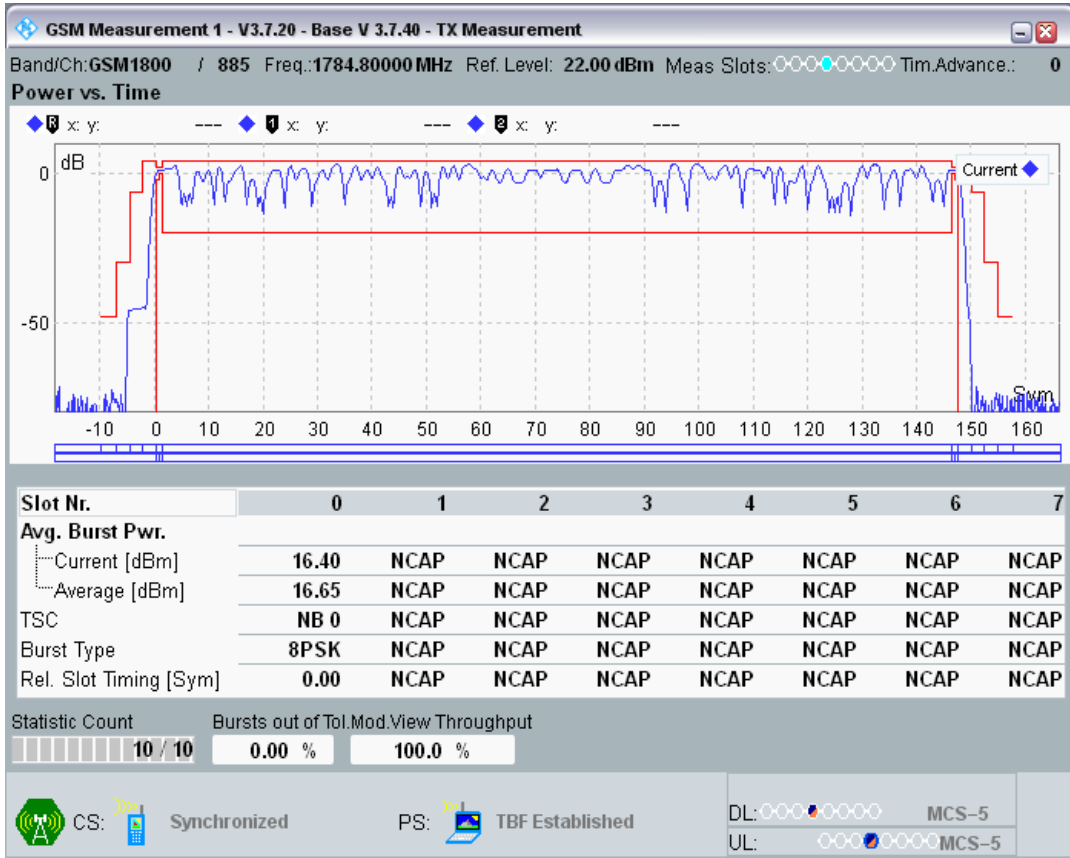 GSM Measurement 1 - V3.7.20 - Base V 3.7.40 - TX Measurement
Band/Ch:GSM1800 / 885 Freq.:1784.80000 MHz Ref. Level: 22.00 dBm Meas Slots: Tim.Advance.: 0
Power vs. Time
R x: y: --- 1 x: y: --- 2 x: y: ---
dB
Current
0
-50
Sym
-10 0 10 20 30 40 50 60 70 80 90 100 110 120 130 140 150 160
Slot Nr. 0 1 2 3 4 5 6 7
Avg. Burst Pwr.
Current [dBm] 16.40 NCAP NCAP NCAP NCAP NCAP NCAP NCAP
Average [dBm] 16.65 NCAP NCAP NCAP NCAP NCAP NCAP NCAP
TSC NB 0 NCAP NCAP NCAP NCAP NCAP NCAP NCAP
Burst Type 8PSK NCAP NCAP NCAP NCAP NCAP NCAP NCAP
Rel. Slot Timing [Sym] 0.00 NCAP NCAP NCAP NCAP NCAP NCAP NCAP
Statistic Count Bursts out of Tol.Mod.View Throughput
10 / 10 0.00 % 100.0 %
CS: Synchronized PS: TBF Established DL: MCS-5
UL: MCS-5